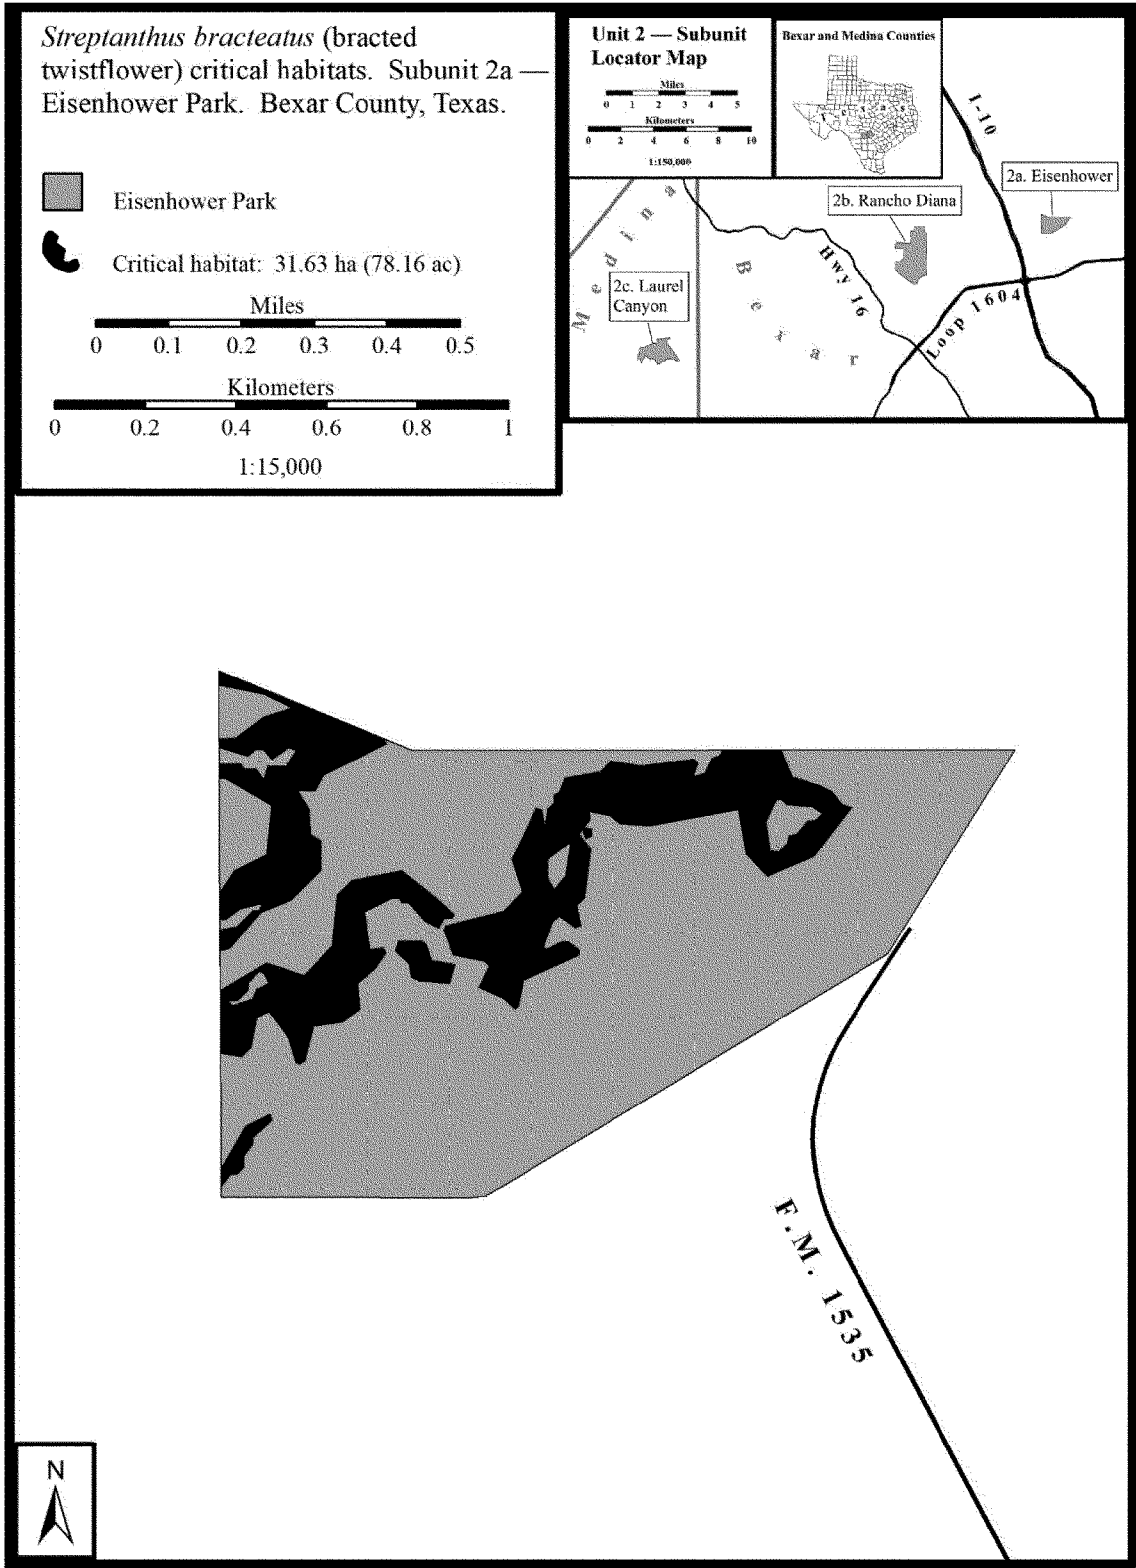 Streptanthus bracteatus (bracted
twistflower) critical habitats. Subunit 2a —
Eisenhower Park. Bexar County, Texas.
Eisenhower Park
Critical habitat: 31.63 ha (78.16 ac)
Miles
0 0.1 0.2 0.3 0.4 0.5
Kilometers
0 0.2 0.4 0.6 0.8 1
1:15,000
Unit 2 — Subunit
Locator Map
Miles
0 1 2 3 4 5
Kilometers
0 2 4 6 8 10
1:150,000
Bexar and Medina Counties
Texas
I-10
2a. Eisenhower
2b. Rancho Diana
Medina
Bexar
Hwy 16
2c. Laurel
Canyon
Loop 1604
F.M. 1535
N